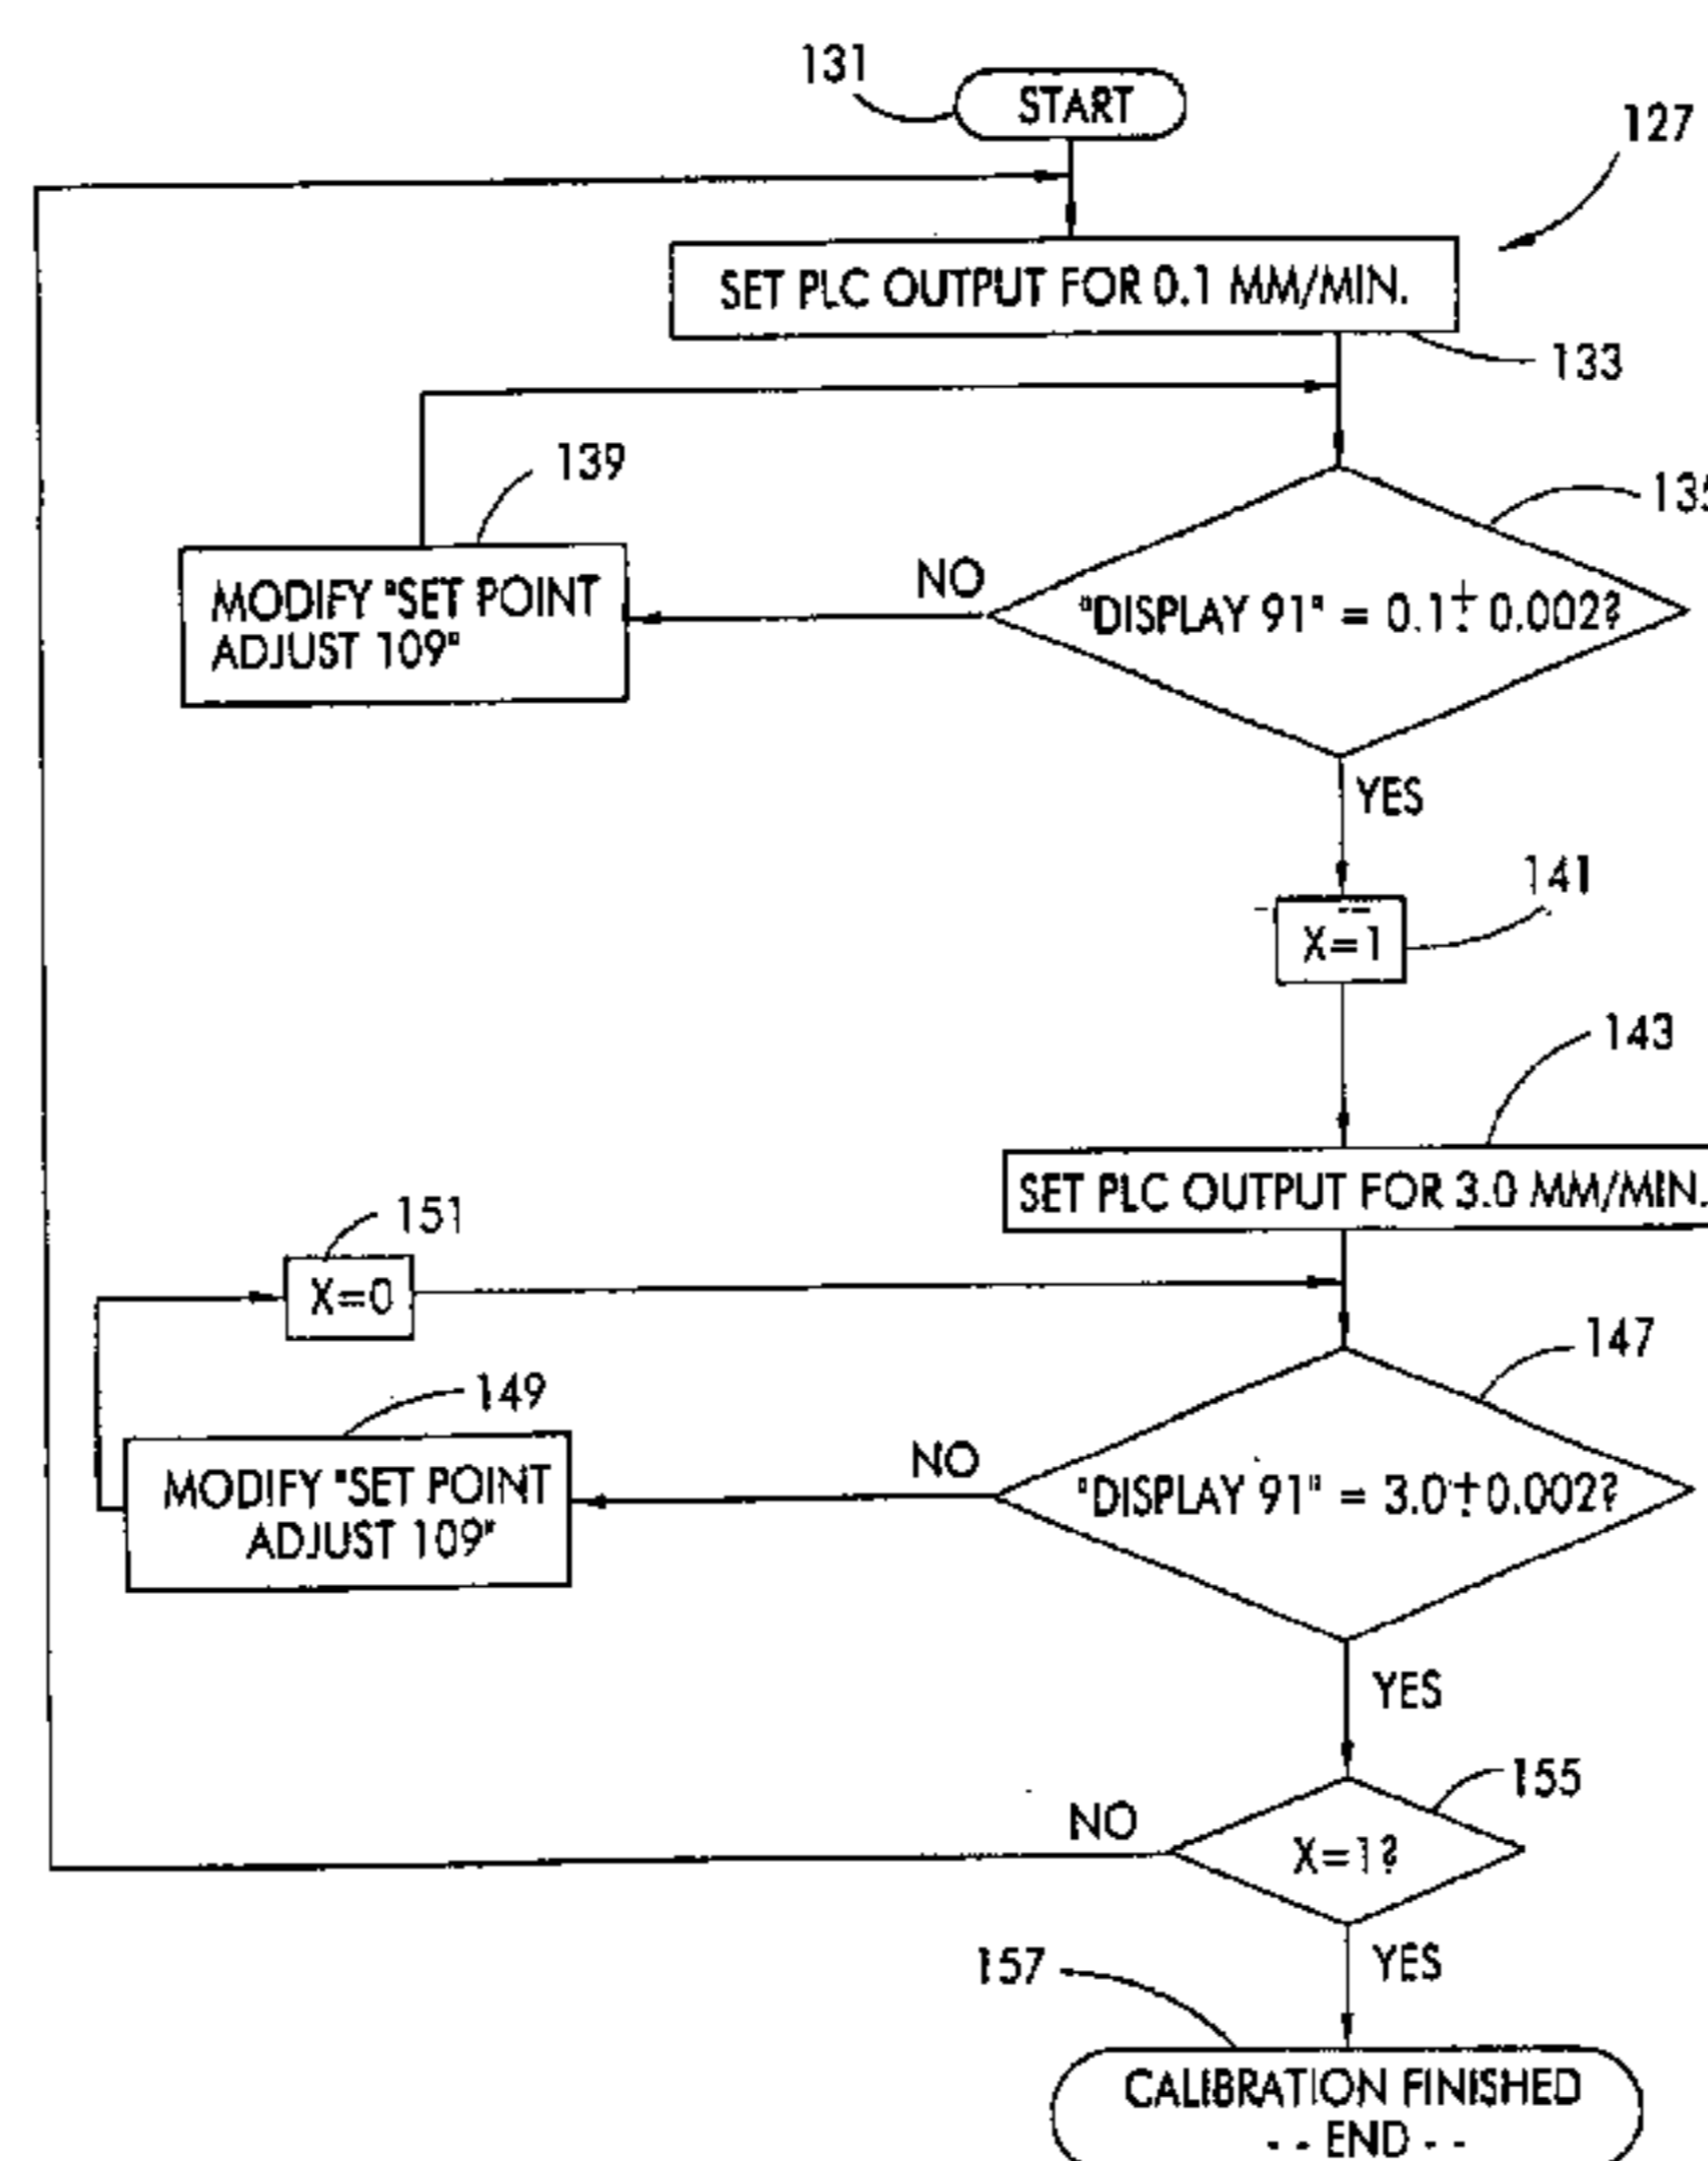 131
START
127
SET PLC OUTPUT FOR 0.1 MM/MIN.
133
139
MODIFY "SET POINT
ADJUST 109"
NO
"DISPLAY 91" = 0.1 ± 0.002?
YES
141
X=1
143
SET PLC OUTPUT FOR 3.0 MM/MIN.
151
X=0
147
149
MODIFY "SET POINT
ADJUST 109"
NO
"DISPLAY 91" = 3.0 ± 0.002?
YES
155
NO
X=1?
157
YES
CALIBRATION FINISHED
- - END - -